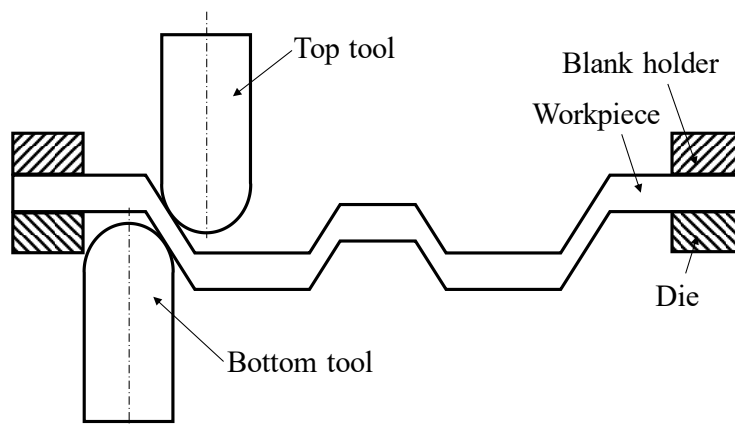 Top tool
Blank holder
Workpiece
Die
Bottom tool